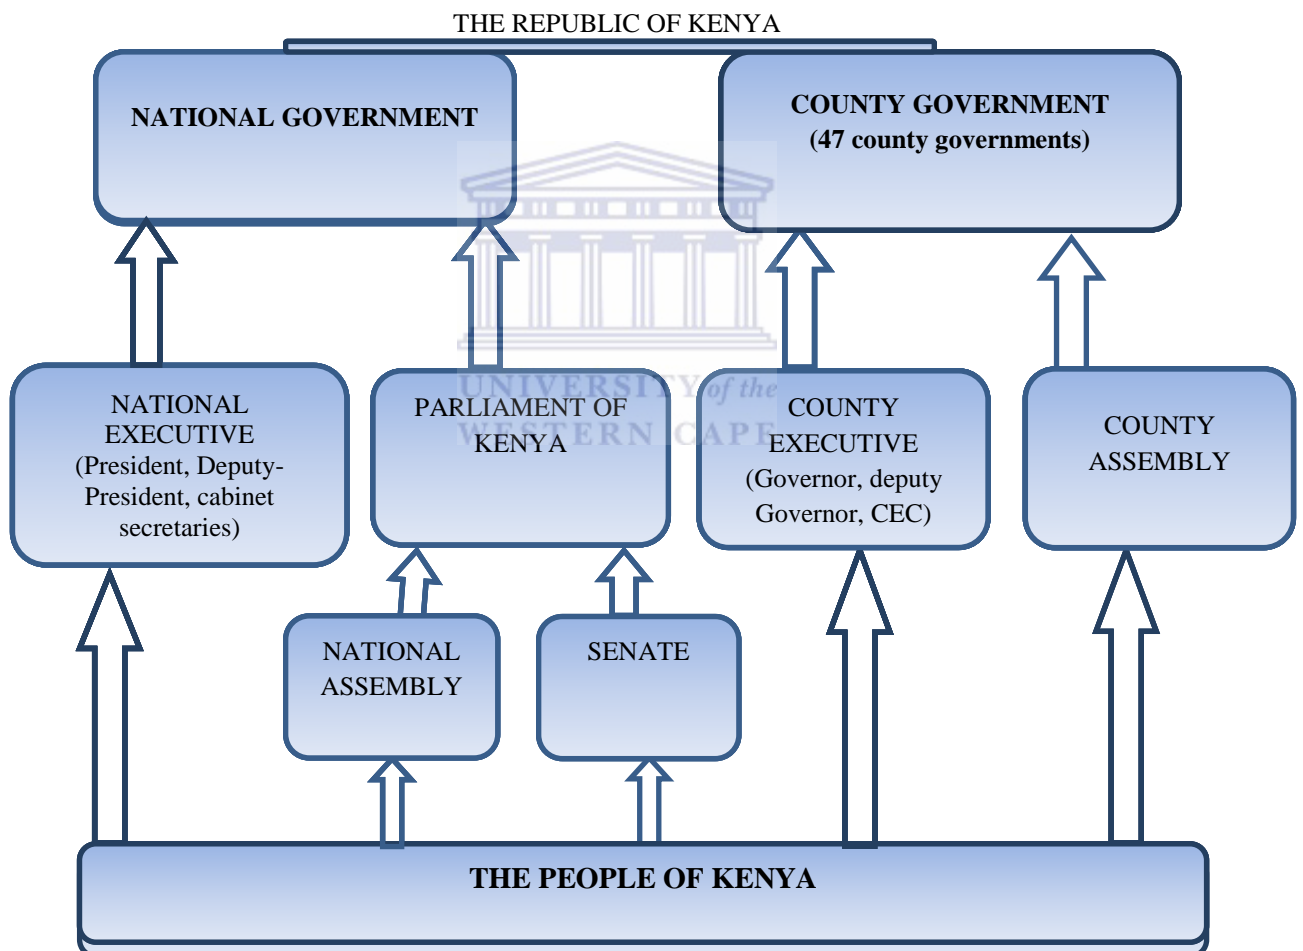 THE REPUBLIC OF KENYA
NATIONAL GOVERNMENT
COUNTY GOVERNMENT
(47 county governments)
NATIONAL
EXECUTIVE
(President, Deputy-
President, cabinet
secretaries)
PARLIAMENT OF
KENYA
COUNTY
EXECUTIVE
(Governor, deputy
Governor, CEC)
COUNTY
ASSEMBLY
UNIVERSITY of the
WESTERN CAPE
NATIONAL
ASSEMBLY
SENATE
THE PEOPLE OF KENYA